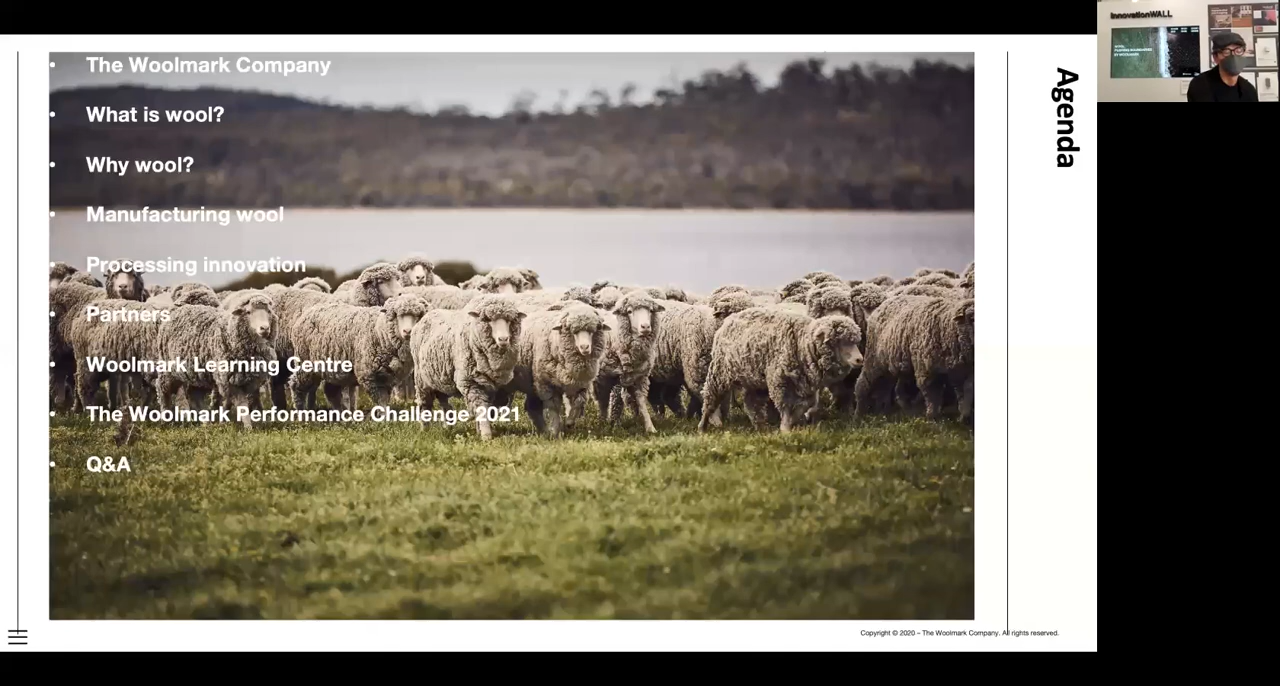 • The Woolmark Company
• What is wool?
• Why wool?
• Manufacturing wool
• Processing innovation
• Partners
• Woolmark Learning Centre
• The Woolmark Performance Challenge 2021
• Q&A
Agenda
Copyright © 2020 – The Woolmark Company. All rights reserved.
InnovationWALL